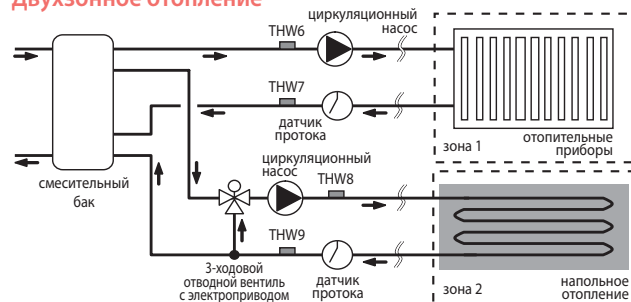 Двухзонное отопление
циркуляционный
насос
THW6
THW7
датчик
протока
зона 1
отопительные
приборы
смесительный
бак
циркуляционный
насос
THW8
THW9
3-ходовой
отводной вентиль
с электроприводом
датчик
протока
зона 2
напольное
отопление